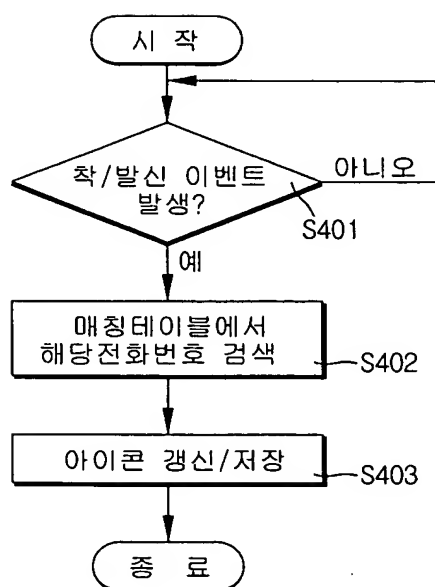 시 작
착/발신 이벤트
발생?
아니오
S401
예
매칭테이블에서
해당전화번호 검색
S402
아이콘 갱신/저장
S403
종 료